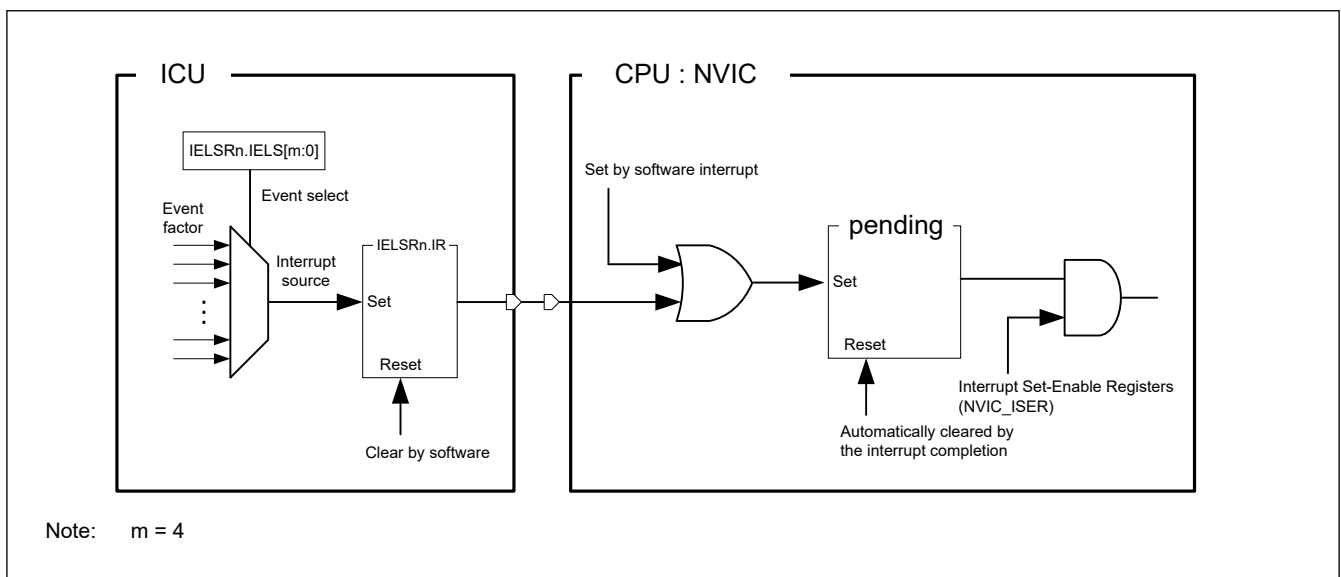 ICU
CPU : NVIC
IELSRn.IELS[m:0]
Event select
Event
factor
Interrupt
source
IELSRn.IR
Set
Reset
Clear by software
Set by software interrupt
pending
Set
Reset
Automatically cleared by
the interrupt completion
Interrupt Set-Enable Registers
(NVIC_ISER)
Note: m = 4